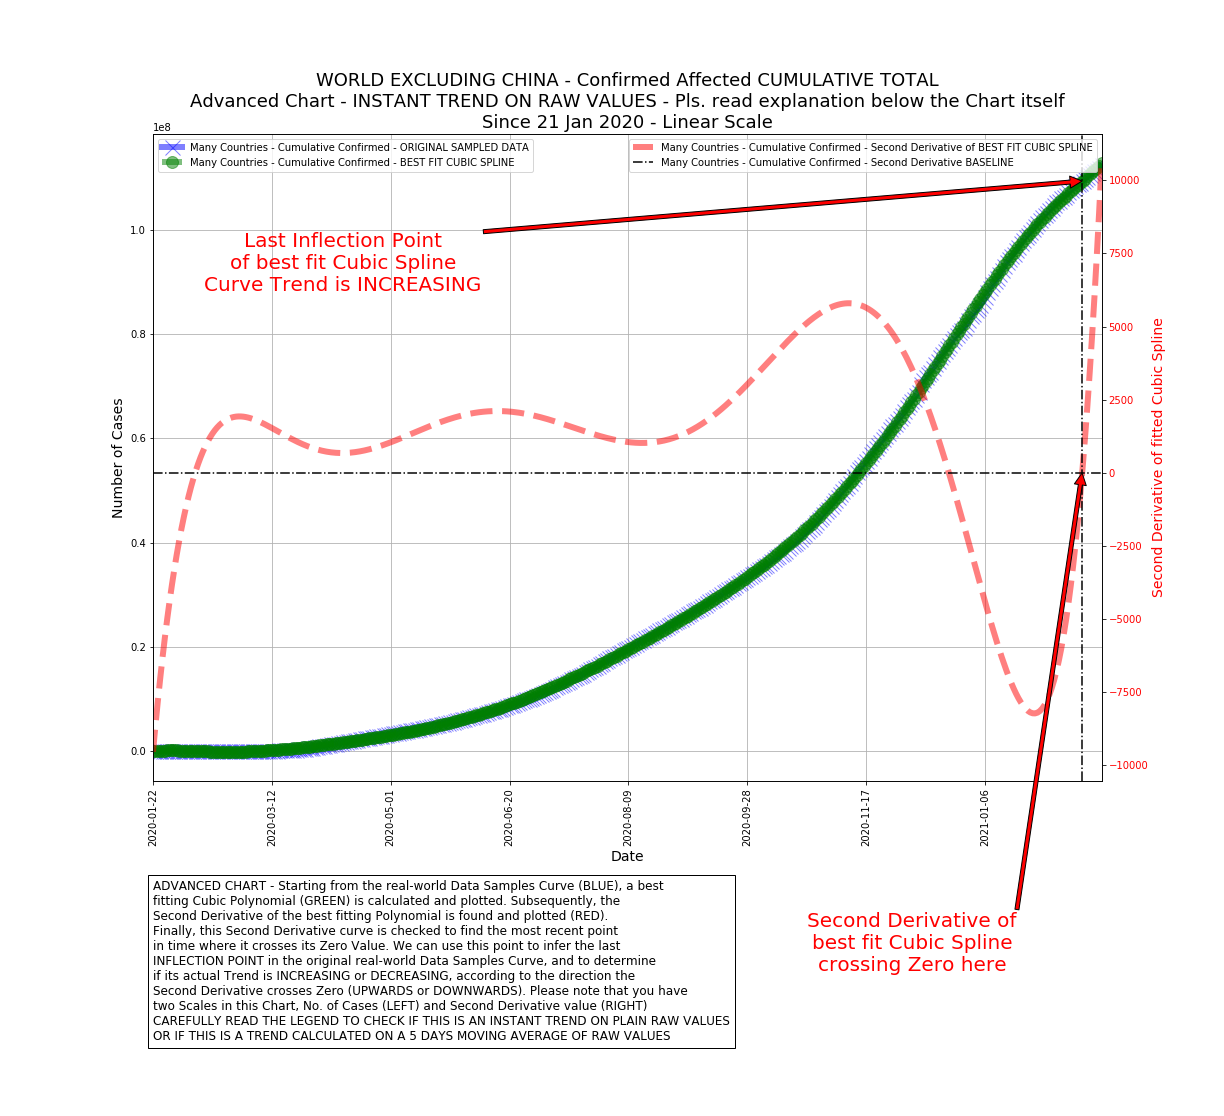 WORLD EXCLUDING CHINA - Confirmed Affected CUMULATIVE TOTAL
Advanced Chart - INSTANT TREND ON RAW VALUES - Pls. read explanation below the Chart itself
Since 21 Jan 2020 - Linear Scale
1e8
Many Countries - Cumulative Confirmed - ORIGINAL SAMPLED DATA
Many Countries - Cumulative Confirmed - BEST FIT CUBIC SPLINE
Many Countries - Cumulative Confirmed - Second Derivative of BEST FIT CUBIC SPLINE
Many Countries - Cumulative Confirmed - Second Derivative BASELINE
Last Inflection Point
of best fit Cubic Spline
Curve Trend is INCREASING
Number of Cases
1.0
0.8
0.6
0.4
0.2
0.0
10000
7500
5000
2500
0
−2500
−5000
−7500
−10000
Second Derivative of fitted Cubic Spline
2020-01-22
2020-03-12
2020-05-01
2020-06-20
2020-08-09
2020-09-28
2020-11-17
2021-01-06
Date
ADVANCED CHART - Starting from the real-world Data Samples Curve (BLUE), a best
fitting Cubic Polynomial (GREEN) is calculated and plotted. Subsequently, the
Second Derivative of the best fitting Polynomial is found and plotted (RED).
Finally, this Second Derivative curve is checked to find the most recent point
in time where it crosses its Zero Value. We can use this point to infer the last
INFLECTION POINT in the original real-world Data Samples Curve, and to determine
if its actual Trend is INCREASING or DECREASING, according to the direction the
Second Derivative crosses Zero (UPWARDS or DOWNWARDS). Please note that you have
two Scales in this Chart, No. of Cases (LEFT) and Second Derivative value (RIGHT)
CAREFULLY READ THE LEGEND TO CHECK IF THIS IS AN INSTANT TREND ON PLAIN RAW VALUES
OR IF THIS IS A TREND CALCULATED ON A 5 DAYS MOVING AVERAGE OF RAW VALUES
Second Derivative of
best fit Cubic Spline
crossing Zero here